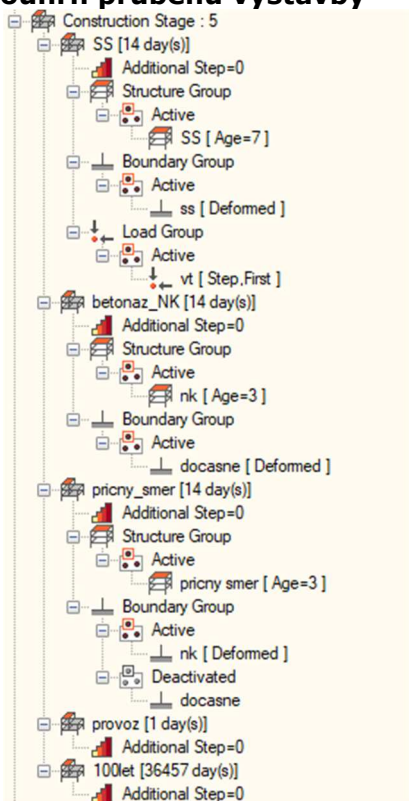 Construction Stage : 5
SS [14 day(s)]
Additional Step=0
Structure Group
Active
SS [ Age=7 ]
Boundary Group
Active
ss [ Deformed ]
Load Group
Active
vt [ Step,First ]
betonaz_NK [14 day(s)]
Additional Step=0
Structure Group
Active
nk [ Age=3 ]
Boundary Group
Active
docasne [ Deformed ]
pricny_smer [14 day(s)]
Additional Step=0
Structure Group
Active
pricny smer [ Age=3 ]
Boundary Group
Active
nk [ Deformed ]
Deactivated
docasne
provoz [1 day(s)]
Additional Step=0
100let [36457 day(s)]
Additional Step=0